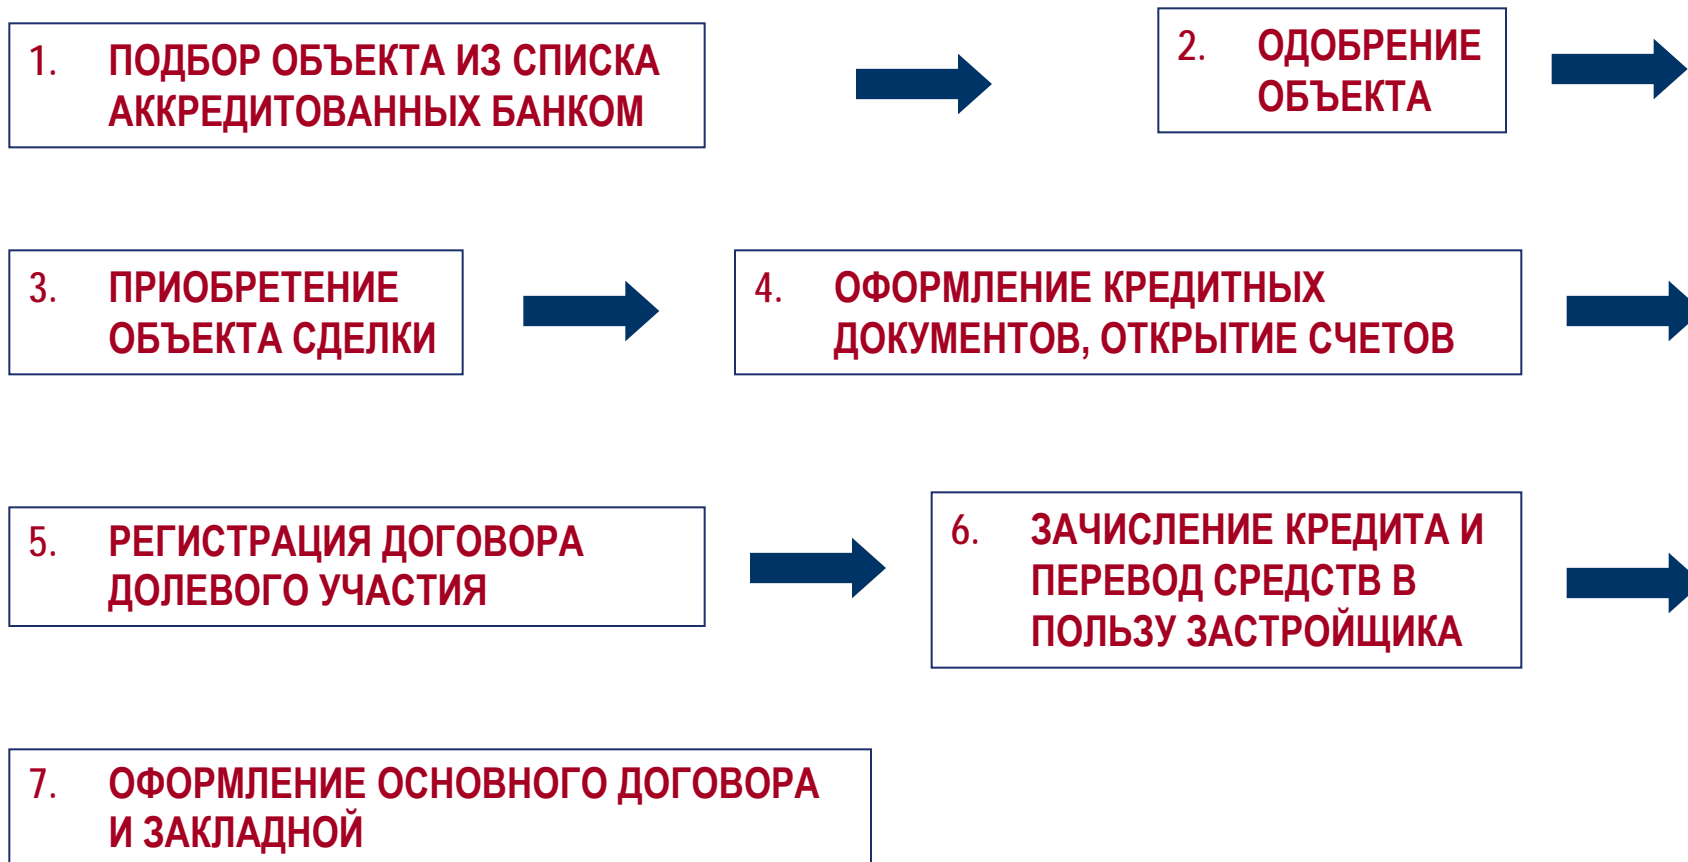 1. ПОДБОР ОБЪЕКТА ИЗ СПИСКА
АККРЕДИТОВАННЫХ БАНКОМ
2. ОДОБРЕНИЕ
ОБЪЕКТА
3. ПРИОБРЕТЕНИЕ
ОБЪЕКТА СДЕЛКИ
4. ОФОРМЛЕНИЕ КРЕДИТНЫХ
ДОКУМЕНТОВ, ОТКРЫТИЕ СЧЕТОВ
5. РЕГИСТРАЦИЯ ДОГОВОРА
ДОЛЕВОГО УЧАСТИЯ
6. ЗАЧИСЛЕНИЕ КРЕДИТА И
ПЕРЕВОД СРЕДСТВ В
ПОЛЬЗУ ЗАСТРОЙЩИКА
7. ОФОРМЛЕНИЕ ОСНОВНОГО ДОГОВОРА
И ЗАКЛАДНОЙ